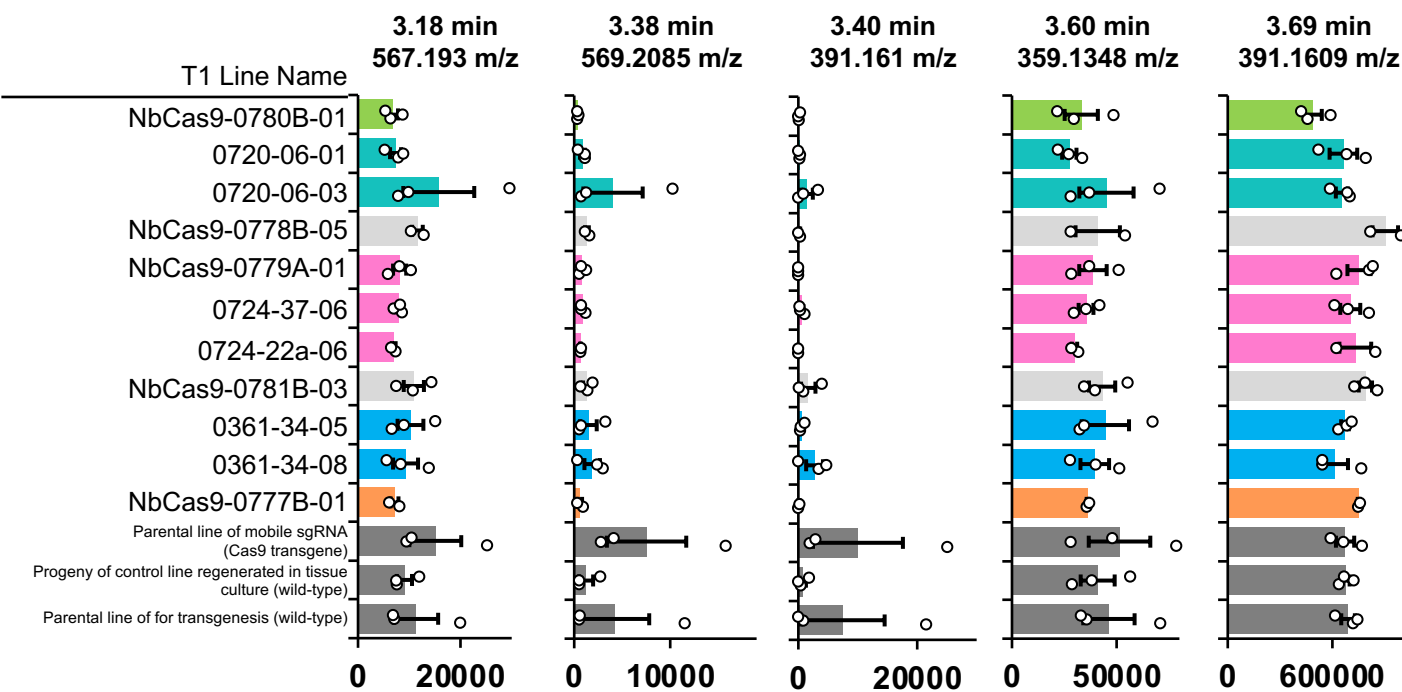 3.18 min 3.38 min 3.40 min 3.60 min 3.69 min
567.193 m/z 569.2085 m/z 391.161 m/z 359.1348 m/z 391.1609 m/z
T1 Line Name
NbCas9-0780B-01
0720-06-01
0720-06-03
NbCas9-0778B-05
NbCas9-0779A-01
0724-37-06
0724-22a-06
NbCas9-0781B-03
0361-34-05
0361-34-08
NbCas9-0777B-01
Parental line of mobile sgRNA
(Cas9 transgene)
Progeny of control line regenerated in tissue
culture (wild-type)
Parental line of for transgenesis (wild-type)
0 20000 0 10000 0 20000 0 50000 0 6000000